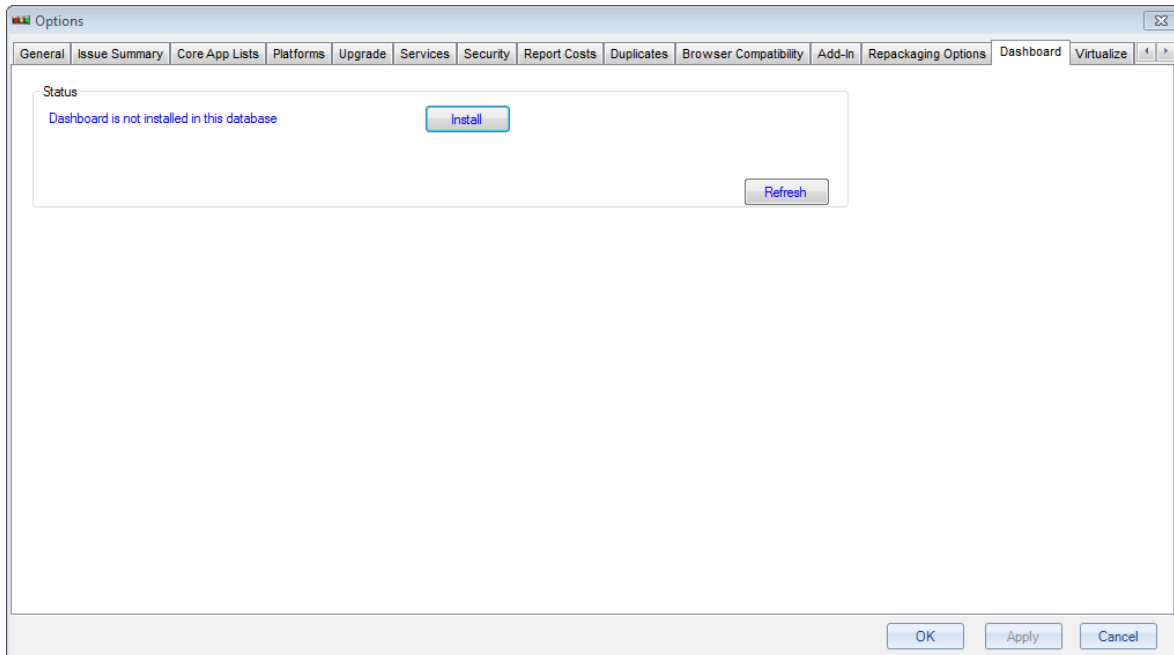 Options
General Issue Summary Core App Lists Platforms Upgrade Services Security Report Costs Duplicates Browser Compatibility Add-In Repackaging Options Dashboard Virtualize
Status
Dashboard is not installed in this database Install
Refresh
OK Apply Cancel